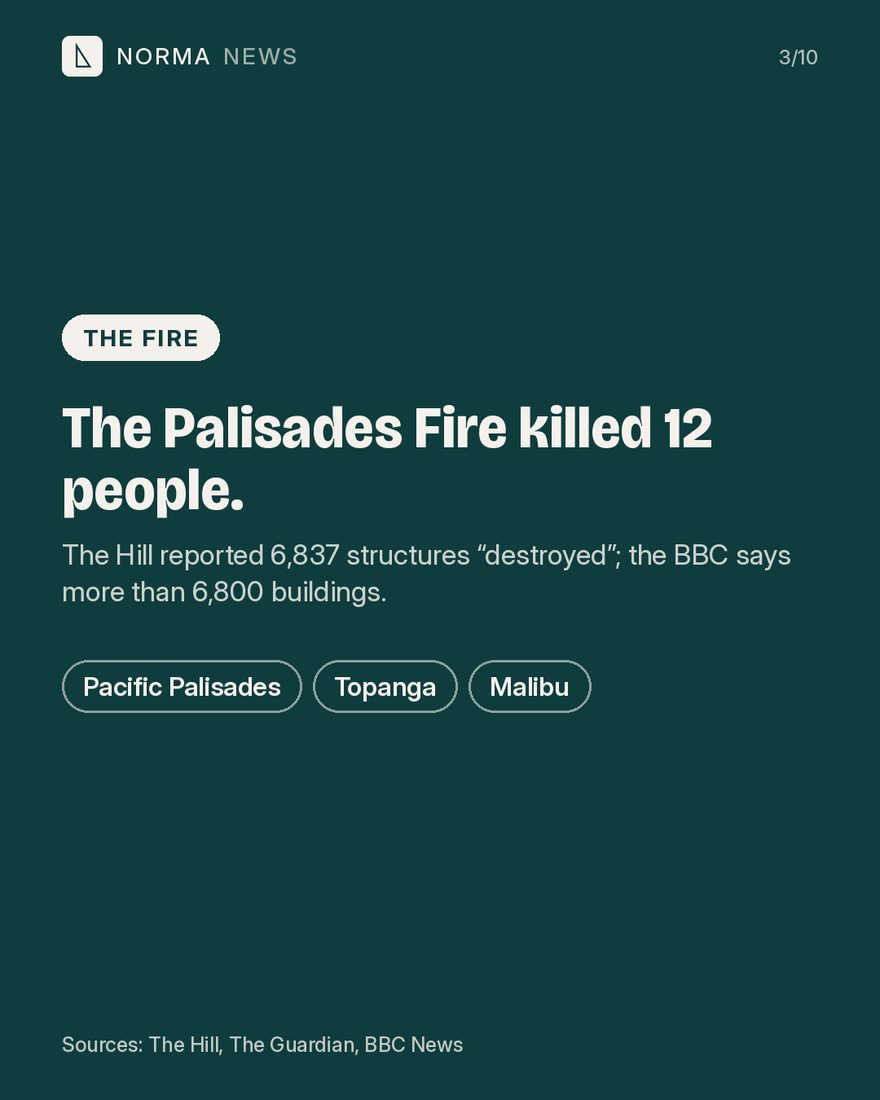 NORMA NEWS
3/10
THE FIRE
The Palisades Fire killed 12
people.
The Hill reported 6,837 structures “destroyed”; the BBC says
more than 6,800 buildings.
Pacific Palisades
Topanga
Malibu
Sources: The Hill, The Guardian, BBC News